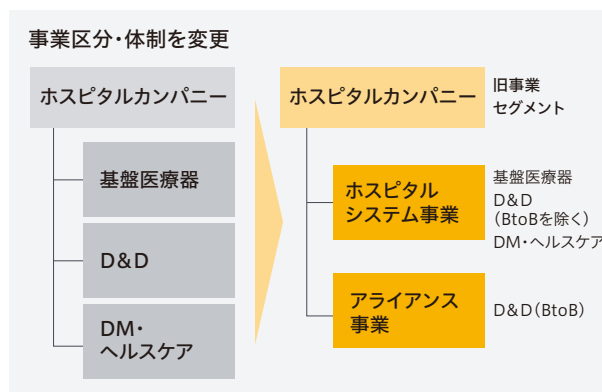 事業区分・体制を変更
ホスピタルカンパニー
基盤医療器
D&D
DM・
ヘルスケア
ホスピタルカンパニー
旧事業
セグメント
ホスピタル
システム事業
基盤医療器
D&D
（BtoBを除く）
DM・ヘルスケア
アライアンス
事業
D&D（BtoB）